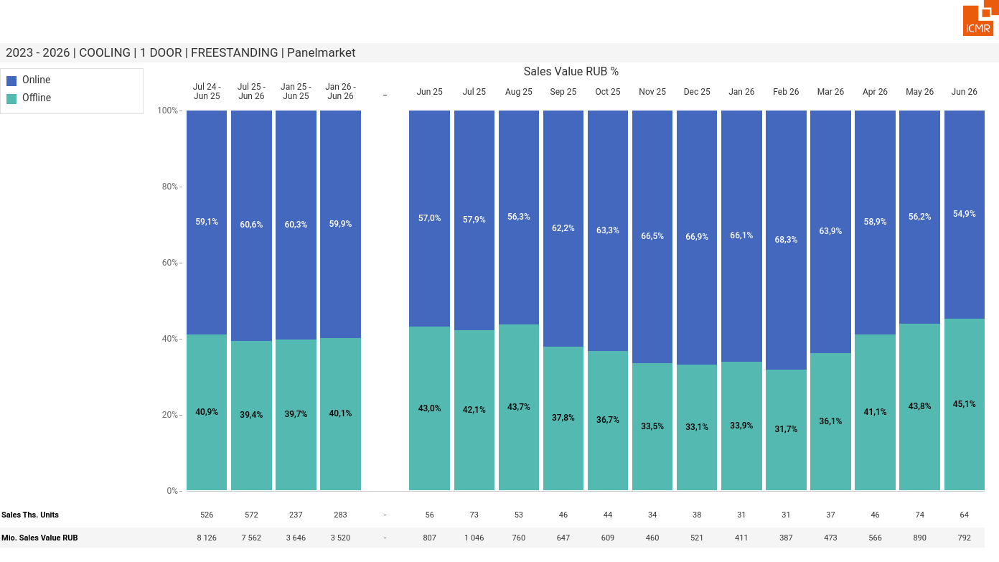 ICMR
2023 - 2026 | COOLING | 1 DOOR | FREESTANDING | Panelmarket
Online
Offline
Sales Value RUB %
Jul 24 - Jun 25
Jul 25 - Jun 26
Jan 25 - Jun 25
Jan 26 - Jun 26
–
Jun 25
Jul 25
Aug 25
Sep 25
Oct 25
Nov 25
Dec 25
Jan 26
Feb 26
Mar 26
Apr 26
May 26
Jun 26
100%
80%
60%
40%
20%
0%
59,1% 60,6% 60,3% 59,9% 57,0% 57,9% 56,3% 62,2% 63,3% 66,5% 66,9% 66,1% 68,3% 63,9% 58,9% 56,2% 54,9%
40,9% 39,4% 39,7% 40,1% 43,0% 42,1% 43,7% 37,8% 36,7% 33,5% 33,1% 33,9% 31,7% 36,1% 41,1% 43,8% 45,1%
Sales Ths. Units 526 572 237 283 - 56 73 53 46 44 34 38 31 31 37 46 74 64
Mio. Sales Value RUB 8 126 7 562 3 646 3 520 - 807 1 046 760 647 609 460 521 411 387 473 566 890 792